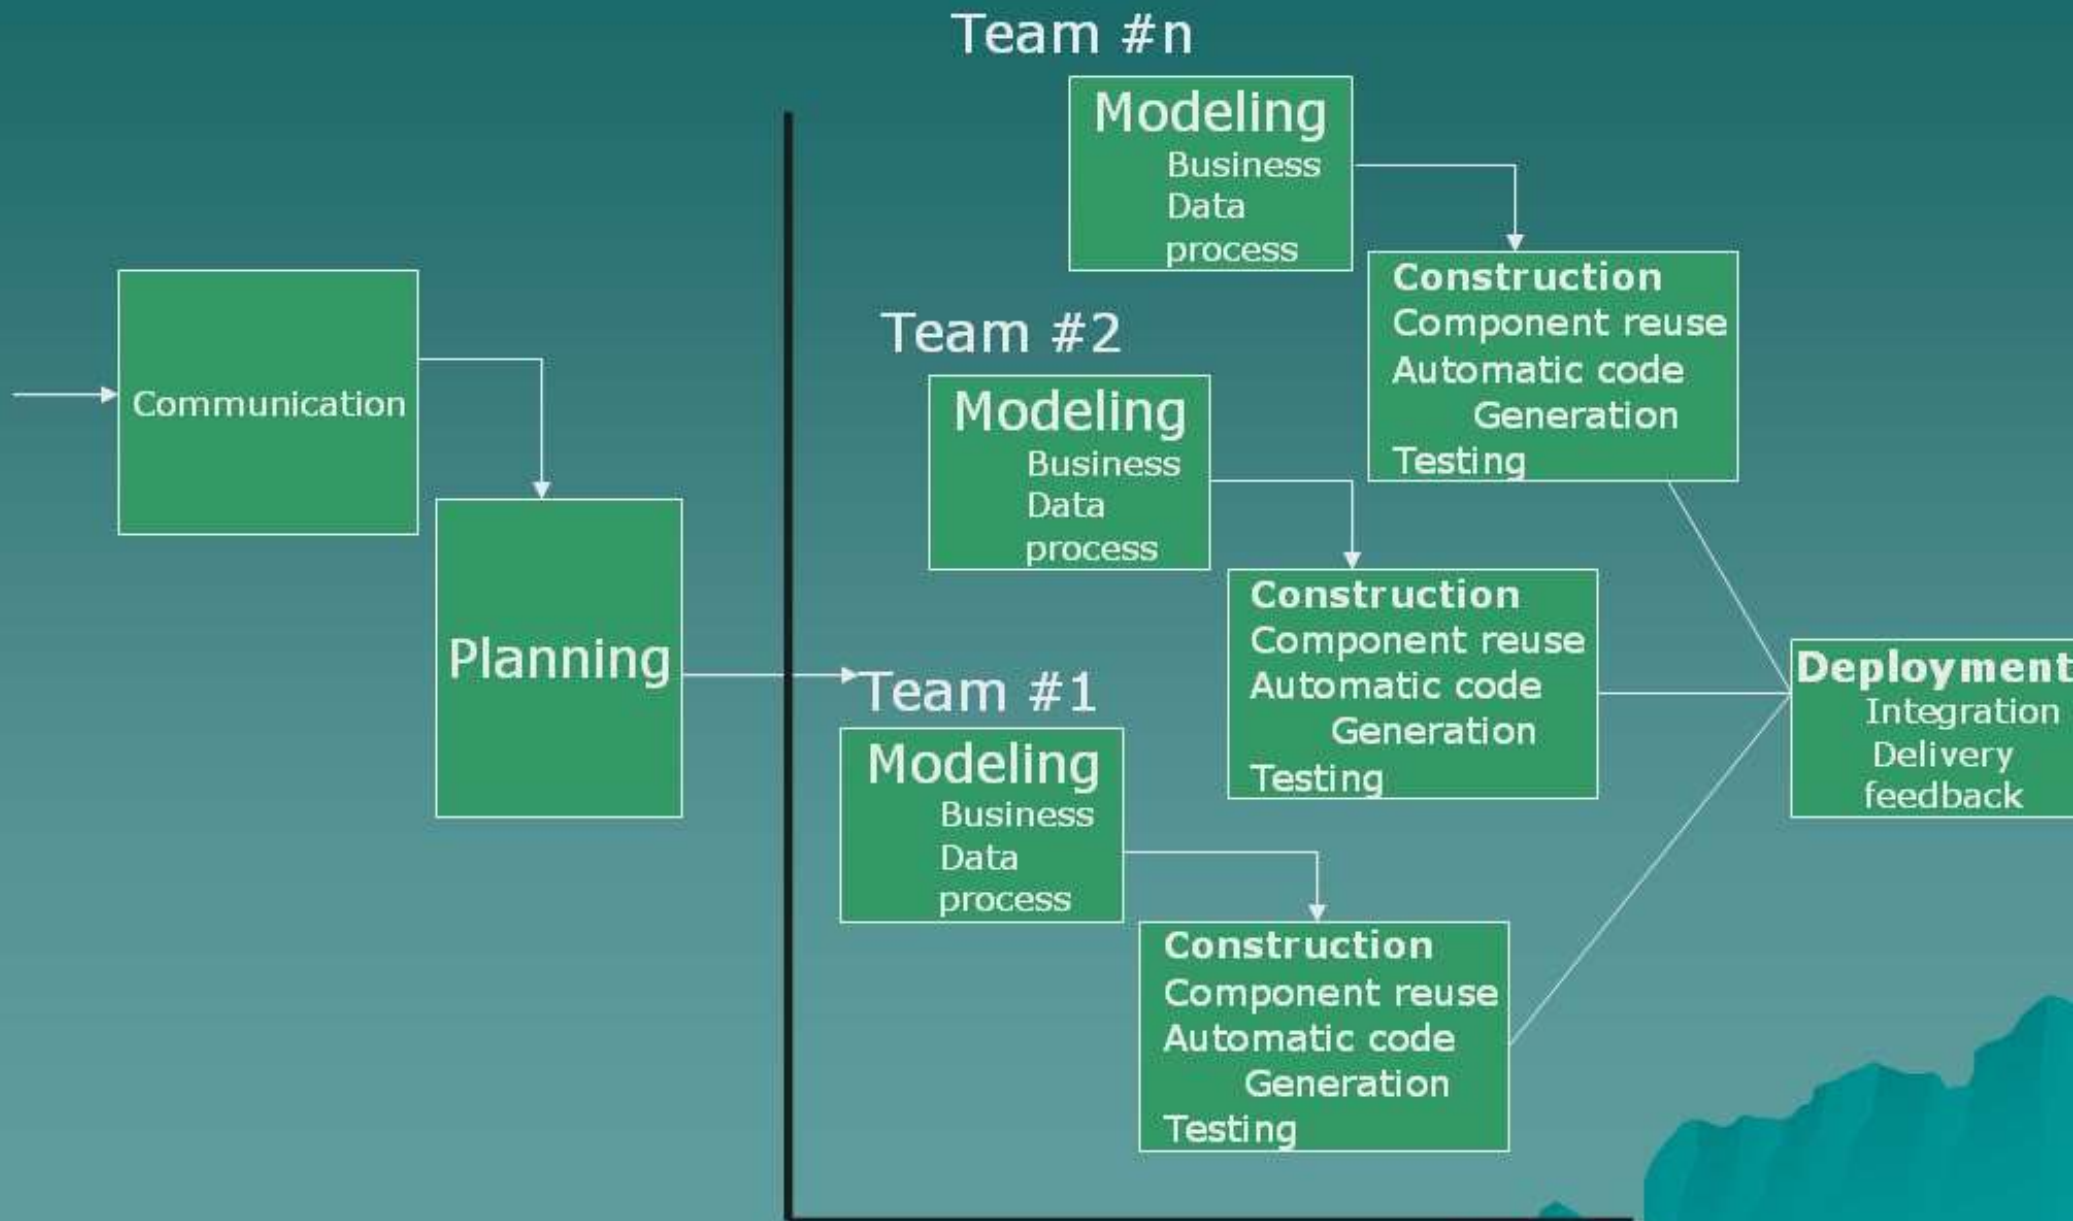 Communication
Planning
Team #n
Modeling
Business
Data
process
Construction
Component reuse
Automatic code
Generation
Testing
Team #2
Modeling
Business
Data
process
Construction
Component reuse
Automatic code
Generation
Testing
Team #1
Modeling
Business
Data
process
Construction
Component reuse
Automatic code
Generation
Testing
Deployment
Integration
Delivery
feedback